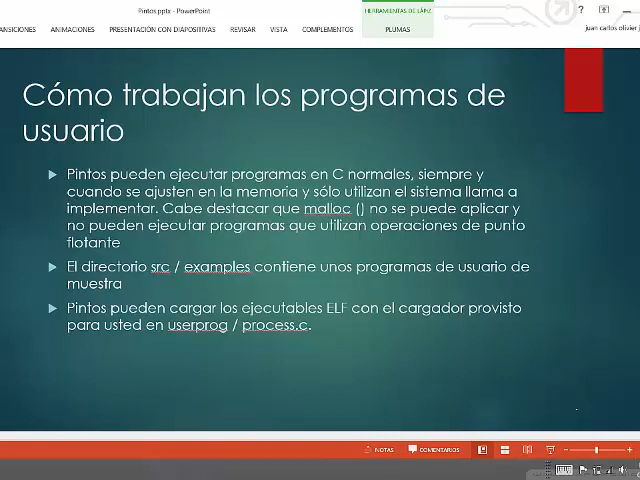 Pintos.pptx - PowerPoint
HERRAMIENTAS DE LÁPIZ
?
ANSICIONES ANIMACIONES PRESENTACIÓN CON DIAPOSITIVAS REVISAR VISTA COMPLEMENTOS PLUMAS
juan carlos olivier j
Cómo trabajan los programas de
usuario
Pintos pueden ejecutar programas en C normales, siempre y
cuando se ajusten en la memoria y sólo utilizan el sistema llama a
implementar. Cabe destacar que malloc () no se puede aplicar y
no pueden ejecutar programas que utilizan operaciones de punto
flotante
El directorio src / examples contiene unos programas de usuario de
muestra
Pintos pueden cargar los ejecutables ELF con el cargador provisto
para usted en userprog / process.c.
NOTAS COMENTARIOS